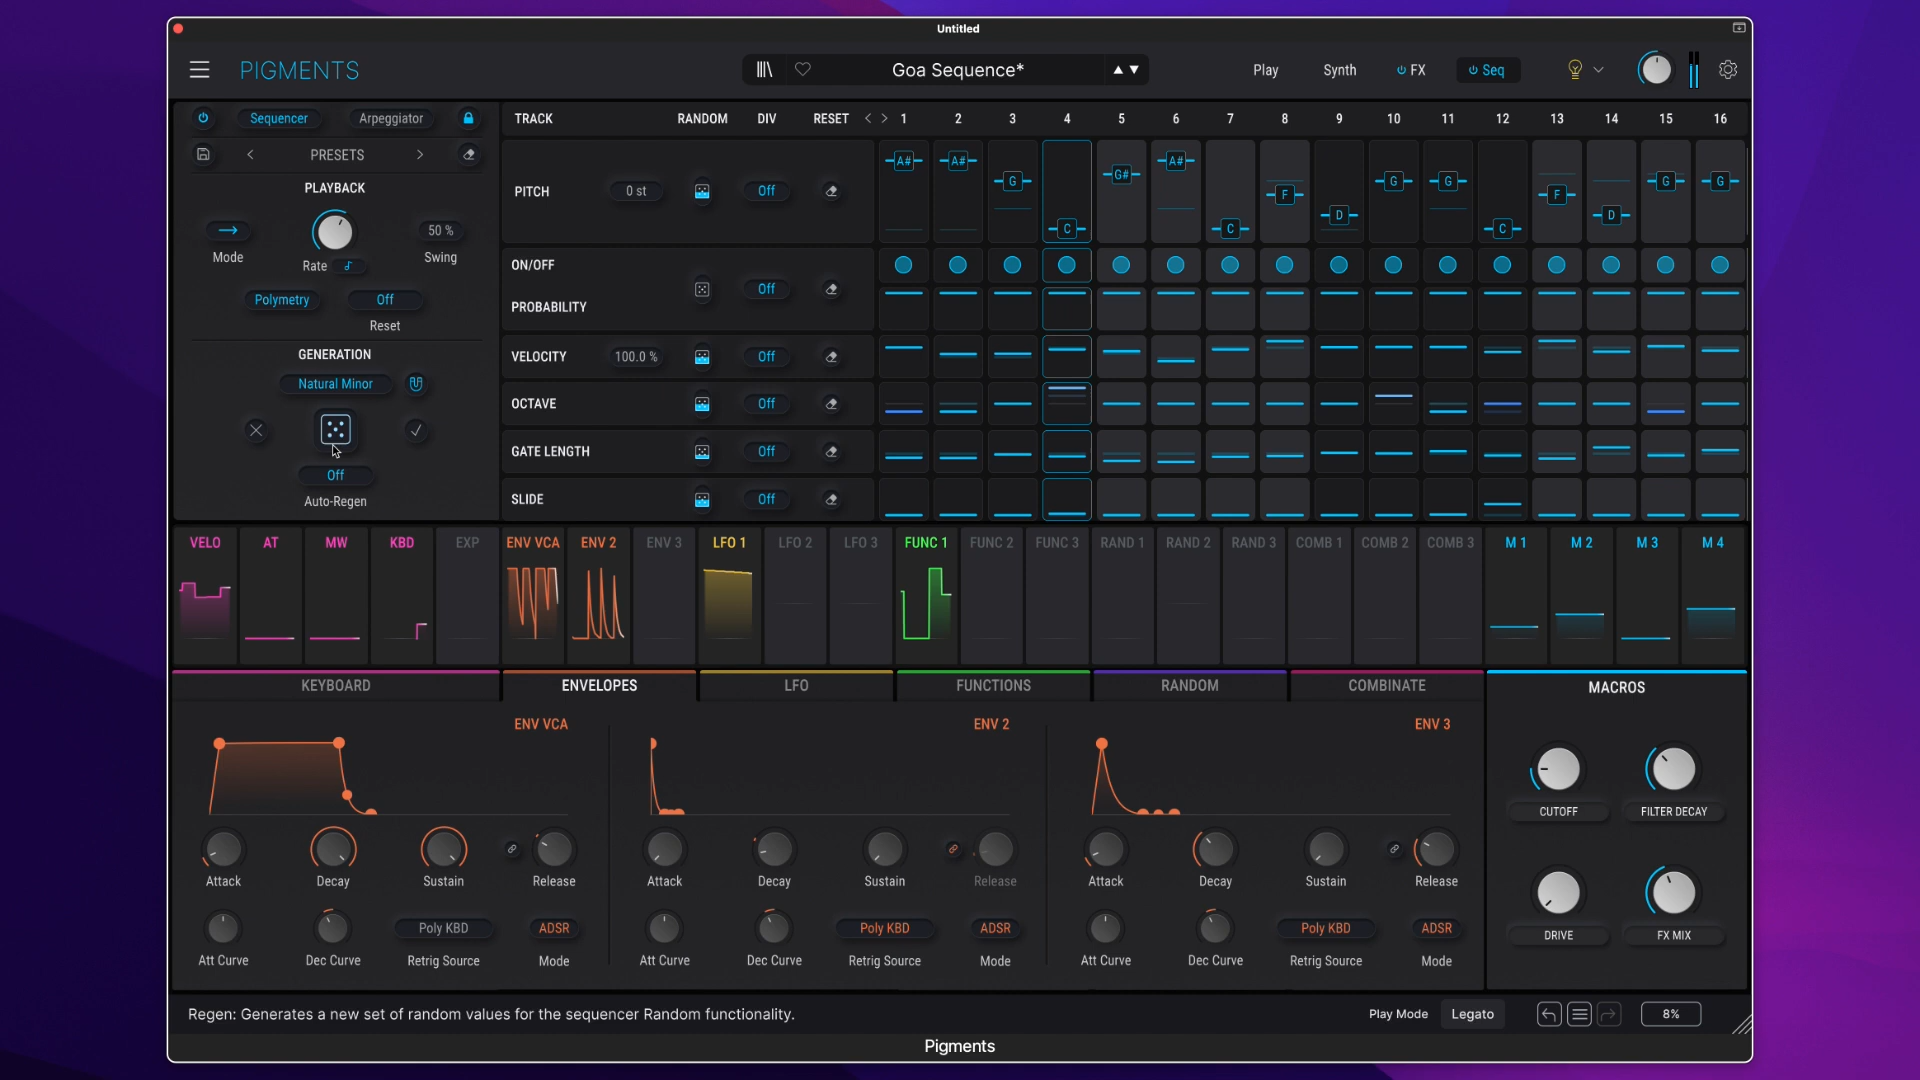 Untitled
PIGMENTS
Goa Sequence*
Play
Synth
FX
Seq
Sequencer
Arpeggiator
TRACK RANDOM DIV RESET < > 1 2 3 4 5 6 7 8 9 10 11 12 13 14 15 16
PRESETS
PLAYBACK
Mode
Rate
50 %
Swing
Polymetry
Off
Reset
GENERATION
Natural Minor
Off
Auto-Regen
PITCH 0 st Off A# A# G C G# A# C F D G G C F D G G
ON/OFF
Off
PROBABILITY
VELOCITY 100.0 % Off
OCTAVE Off
GATE LENGTH Off
SLIDE Off
VELO AT MW KBD EXP ENV VCA ENV 2 ENV 3 LFO 1 LFO 2 LFO 3 FUNC 1 FUNC 2 FUNC 3 RAND 1 RAND 2 RAND 3 COMB 1 COMB 2 COMB 3 M 1 M 2 M 3 M 4
KEYBOARD ENVELOPES LFO FUNCTIONS RANDOM COMBINATE MACROS
ENV VCA
Attack Decay Sustain Release
Poly KBD ADSR
Att Curve Dec Curve Retrig Source Mode
ENV 2
Attack Decay Sustain Release
Poly KBD ADSR
Att Curve Dec Curve Retrig Source Mode
ENV 3
Attack Decay Sustain Release
Poly KBD ADSR
Att Curve Dec Curve Retrig Source Mode
CUTOFF FILTER DECAY
DRIVE FX MIX
Regen: Generates a new set of random values for the sequencer Random functionality.
Play Mode Legato
8%
Pigments